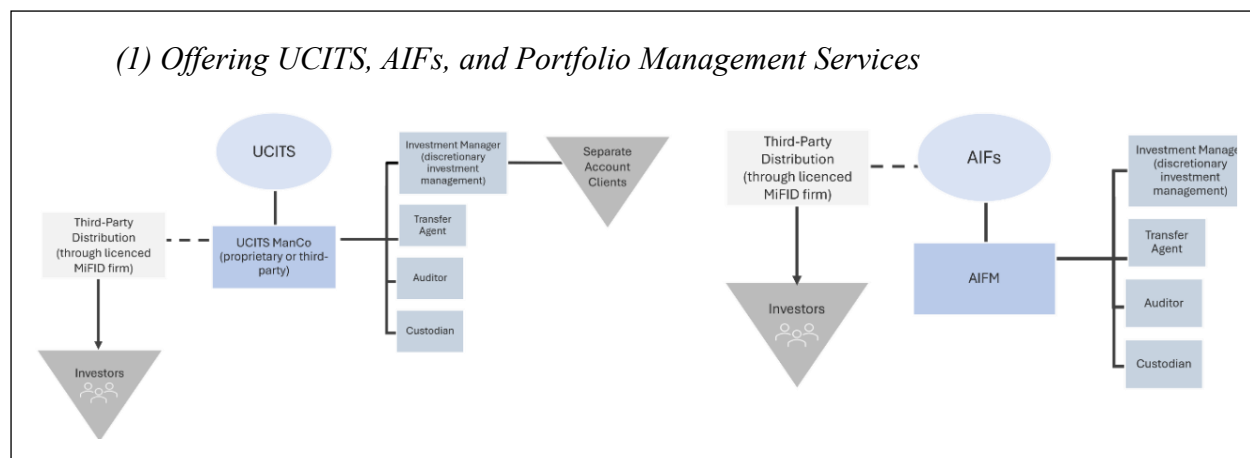 (1) Offering UCITS, AIFs, and Portfolio Management Services
UCITS
Third-Party
Distribution
(through licenced
MiFID firm)
UCITS ManCo
(proprietary or third-
party)
Investment Manager
(discretionary
investment
management)
Transfer
Agent
Auditor
Custodian
Separate
Account
Clients
Investors
Third-Party
Distribution
(through licenced
MiFID firm)
AIFs
AIFM
Investment Manage
(discretionary
investment
management)
Transfer
Agent
Auditor
Custodian
Investors